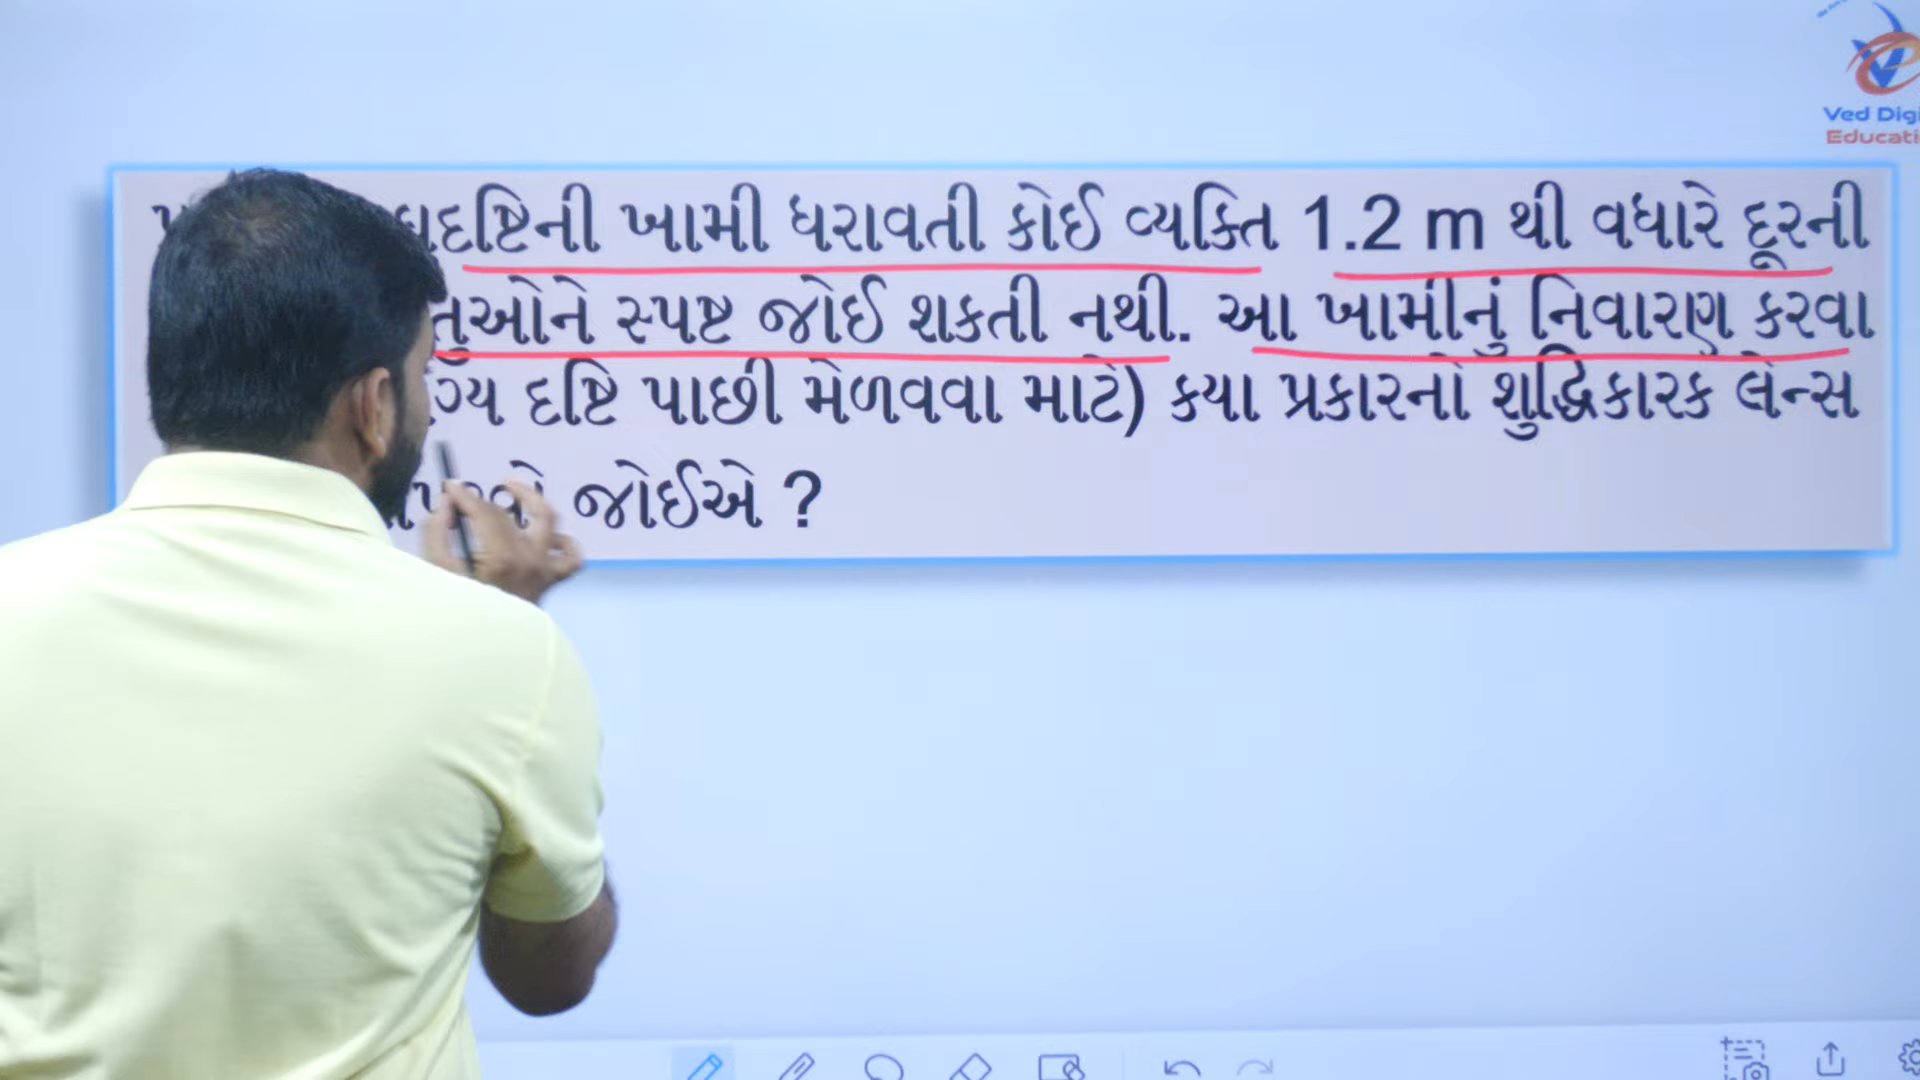 Ved Digi
Educati
દૃષ્ટિની ખામી ધરાવતી કોઈ વ્યક્તિ 1.2 m થી વધારે દૂરની
સ્પષ્ટ જોઈ શકતી નથી. આ ખામીનું નિવારણ કરવા
દૃષ્ટિ પાછી મેળવવા માટે) કયા પ્રકારનો શુદ્ધિકારક લેન્સ
જોઈએ ?